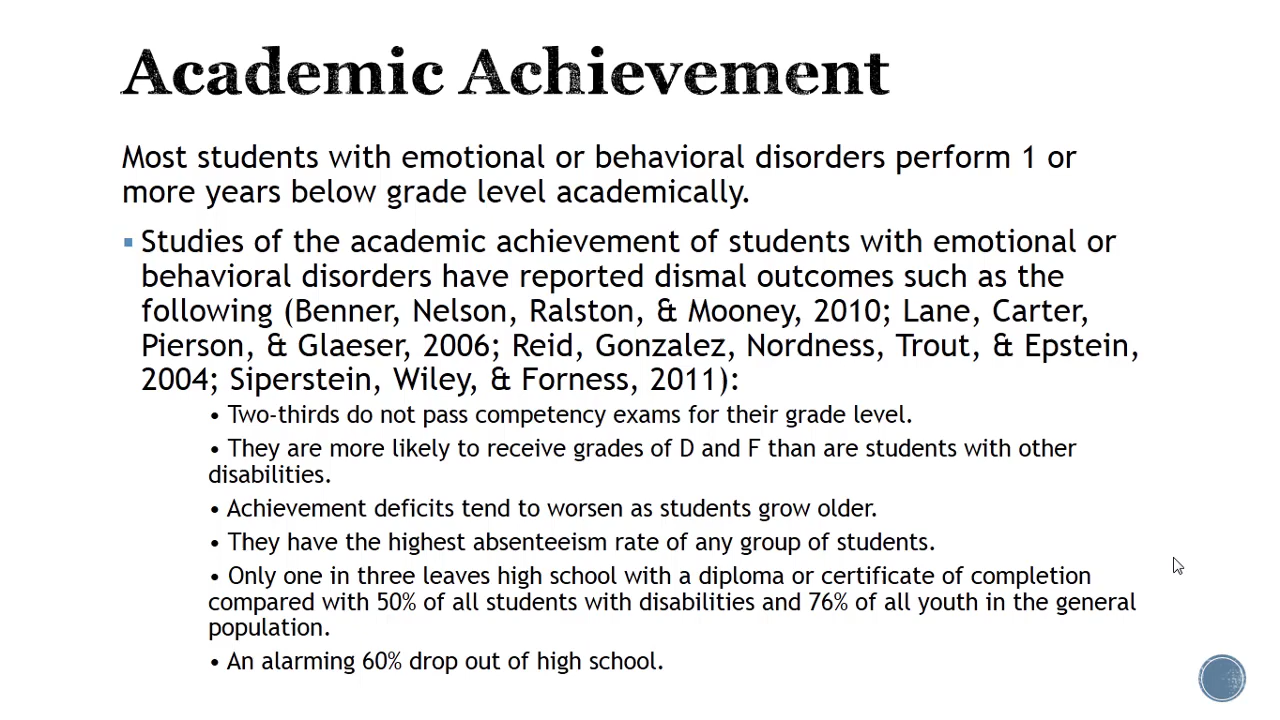 Academic Achievement
Most students with emotional or behavioral disorders perform 1 or
more years below grade level academically.
▪ Studies of the academic achievement of students with emotional or
behavioral disorders have reported dismal outcomes such as the
following (Benner, Nelson, Ralston, & Mooney, 2010; Lane, Carter,
Pierson, & Glaeser, 2006; Reid, Gonzalez, Nordness, Trout, & Epstein,
2004; Siperstein, Wiley, & Forness, 2011):
• Two-thirds do not pass competency exams for their grade level.
• They are more likely to receive grades of D and F than are students with other
disabilities.
• Achievement deficits tend to worsen as students grow older.
• They have the highest absenteeism rate of any group of students.
• Only one in three leaves high school with a diploma or certificate of completion
compared with 50% of all students with disabilities and 76% of all youth in the general
population.
• An alarming 60% drop out of high school.